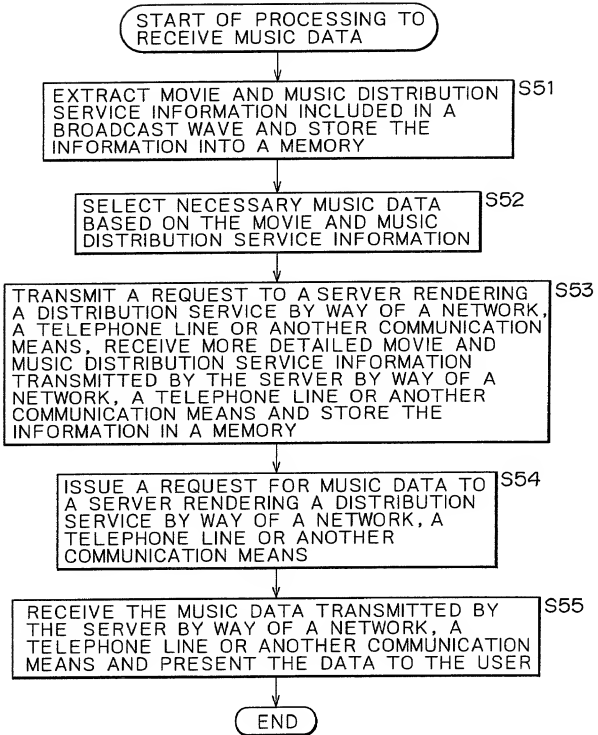 START OF PROCESSING TO
RECEIVE MUSIC DATA
S51
EXTRACT MOVIE AND MUSIC DISTRIBUTION
SERVICE INFORMATION INCLUDED IN A
BROADCAST WAVE AND STORE THE
INFORMATION INTO A MEMORY
S52
SELECT NECESSARY MUSIC DATA
BASED ON THE MOVIE AND MUSIC
DISTRIBUTION SERVICE INFORMATION
S53
TRANSMIT A REQUEST TO A SERVER RENDERING
A DISTRIBUTION SERVICE BY WAY OF A NETWORK,
A TELEPHONE LINE OR ANOTHER COMMUNICATION
MEANS, RECEIVE MORE DETAILED MOVIE AND
MUSIC DISTRIBUTION SERVICE INFORMATION
TRANSMITTED BY THE SERVER BY WAY OF A
NETWORK, A TELEPHONE LINE OR ANOTHER
COMMUNICATION MEANS AND STORE THE
INFORMATION IN A MEMORY
S54
ISSUE A REQUEST FOR MUSIC DATA TO
A SERVER RENDERING A DISTRIBUTION
SERVICE BY WAY OF A NETWORK, A
TELEPHONE LINE OR ANOTHER
COMMUNICATION MEANS
S55
RECEIVE THE MUSIC DATA TRANSMITTED BY
THE SERVER BY WAY OF A NETWORK, A
TELEPHONE LINE OR ANOTHER COMMUNICATION
MEANS AND PRESENT THE DATA TO THE USER
END